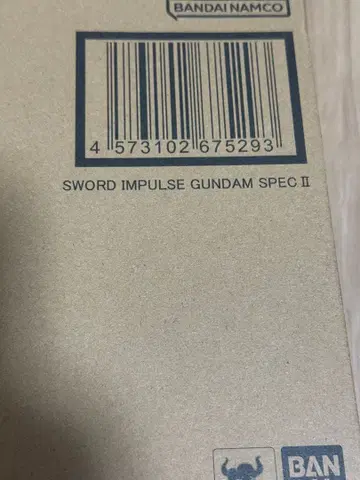 BANDAI NAMCO
4 573102 675293
SWORD IMPULSE GUNDAM SPEC II
BAN